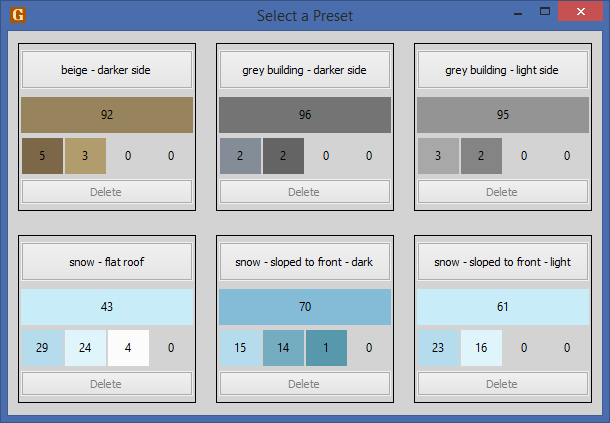 G Select a Preset
beige - darker side grey building - darker side grey building - light side
92 96 95
5 3 0 0 2 2 0 0 3 2 0 0
Delete Delete Delete
snow - flat roof snow - sloped to front - dark snow - sloped to front - light
43 70 61
29 24 4 0 15 14 1 0 23 16 0 0
Delete Delete Delete